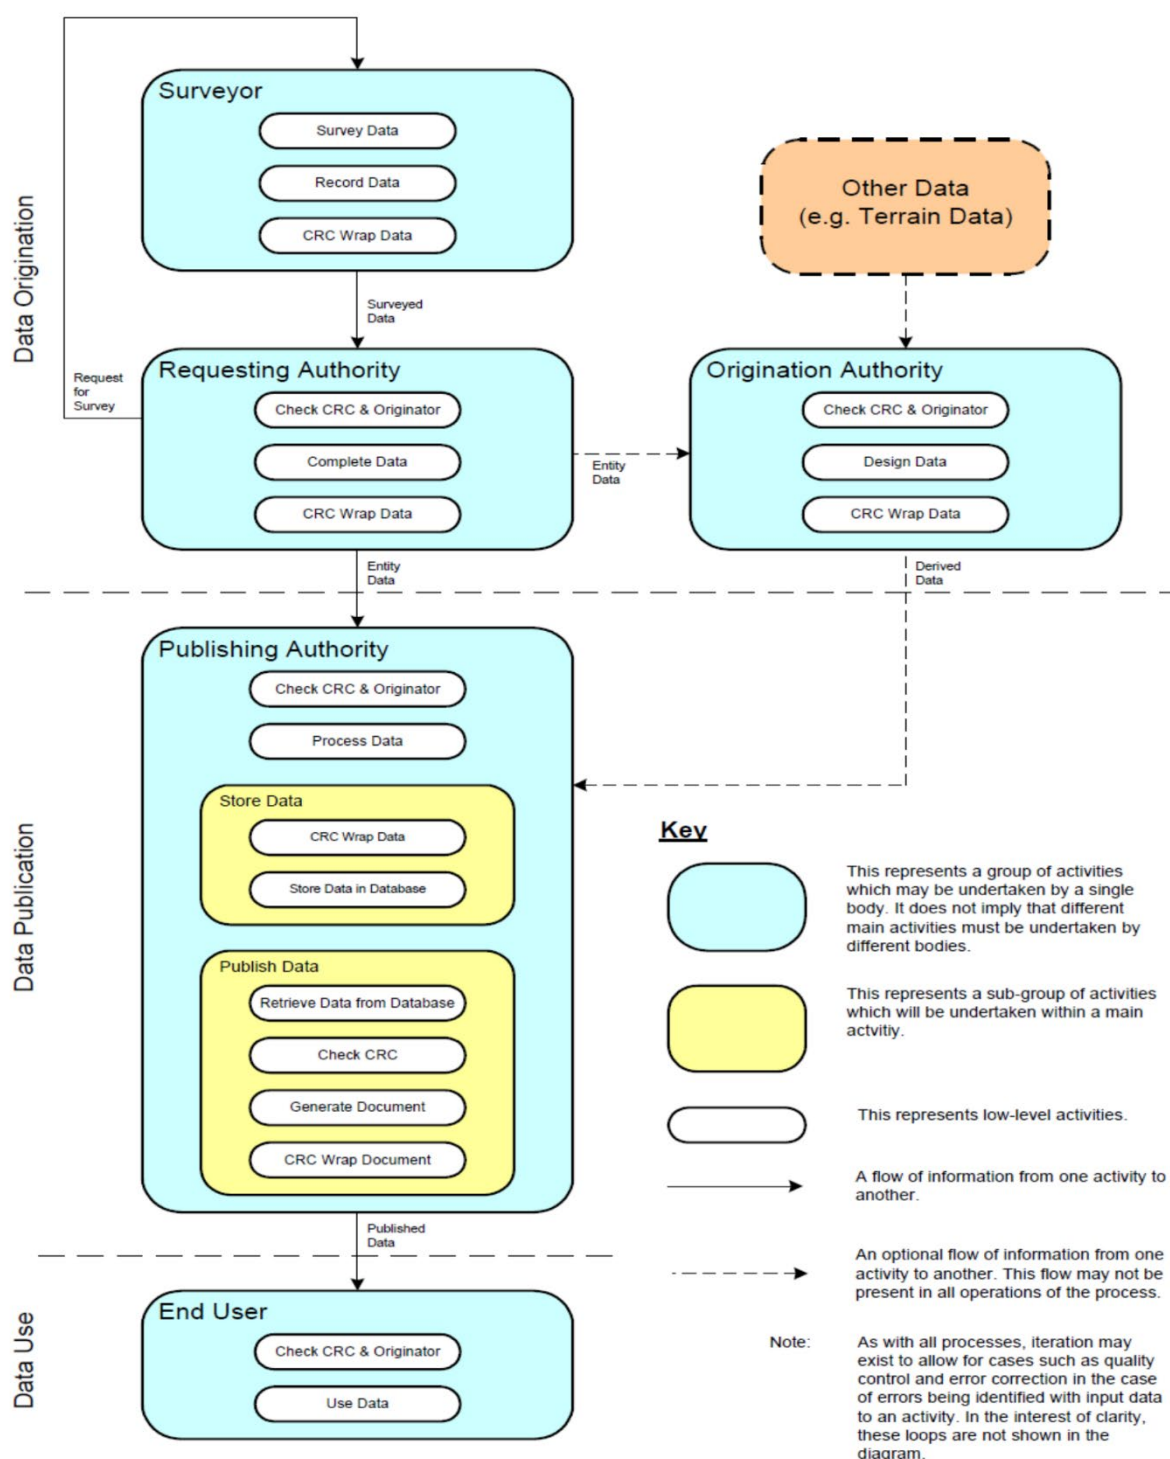 Surveyor
Survey Data
Record Data
CRC Wrap Data
Other Data
(e.g. Terrain Data)
Data Origination
Surveyed
Data
Request
for
Survey
Requesting Authority
Check CRC & Originator
Complete Data
CRC Wrap Data
Entity
Data
Origination Authority
Check CRC & Originator
Design Data
CRC Wrap Data
Entity
Data
Derived
Data
Data Publication
Publishing Authority
Check CRC & Originator
Process Data
Store Data
CRC Wrap Data
Store Data in Database
Publish Data
Retrieve Data from Database
Check CRC
Generate Document
CRC Wrap Document
Published
Data
Data Use
End User
Check CRC & Originator
Use Data
Key
This represents a group of activities
which may be undertaken by a single
body. It does not imply that different
main activities must be undertaken by
different bodies.
This represents a sub-group of activities
which will be undertaken within a main
activtiy.
This represents low-level activities.
A flow of information from one activity to
another.
An optional flow of information from one
activity to another. This flow may not be
present in all operations of the process.
Note:
As with all processes, iteration may
exist to allow for cases such as quality
control and error correction in the case
of errors being identified with input data
to an activity. In the interest of clarity,
these loops are not shown in the
diagram.